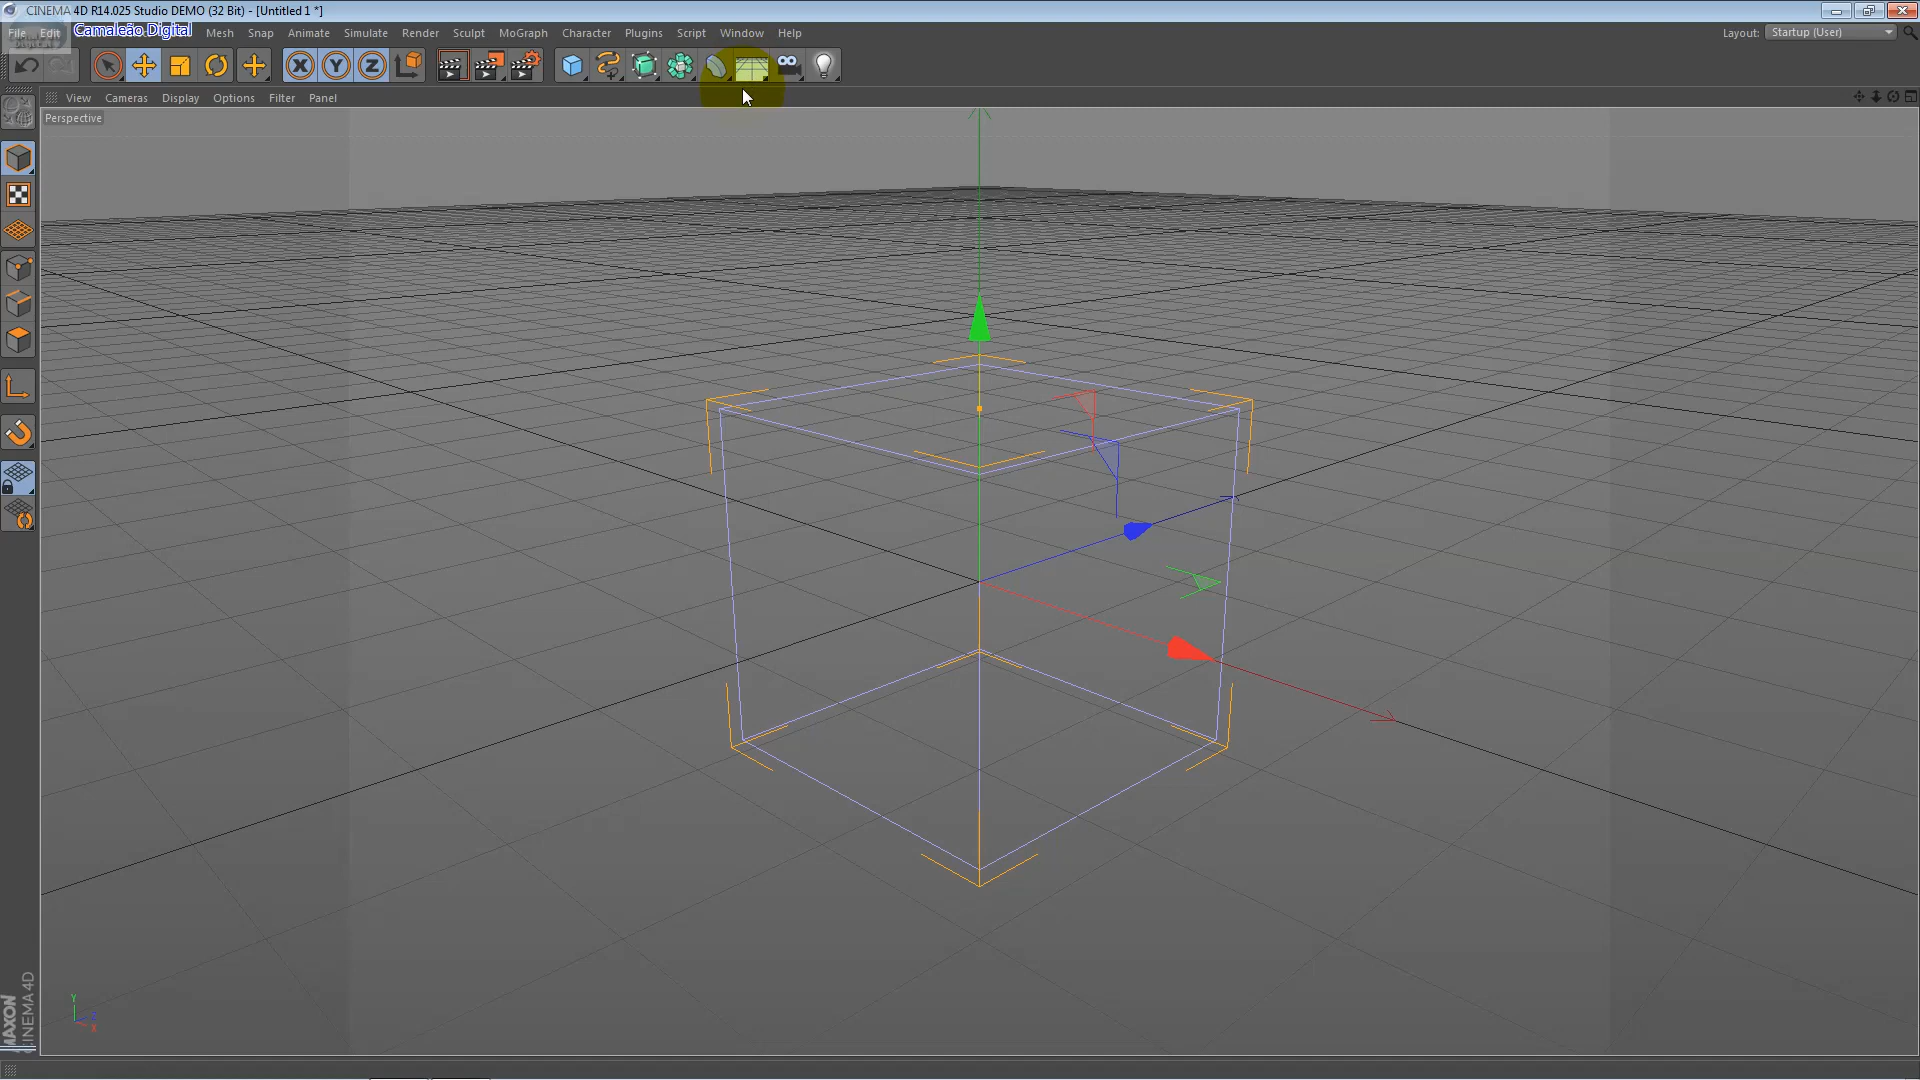 CINEMA 4D R14.025 Studio DEMO (32 Bit) - [Untitled 1 *]
File Edit Camaleão Digital Mesh Snap Animate Simulate Render Sculpt MoGraph Character Plugins Script Window Help Layout: Startup (User)
X Y Z
View Cameras Display Options Filter Panel
Perspective
Y
Z
X
MAXON
CINEMA 4D